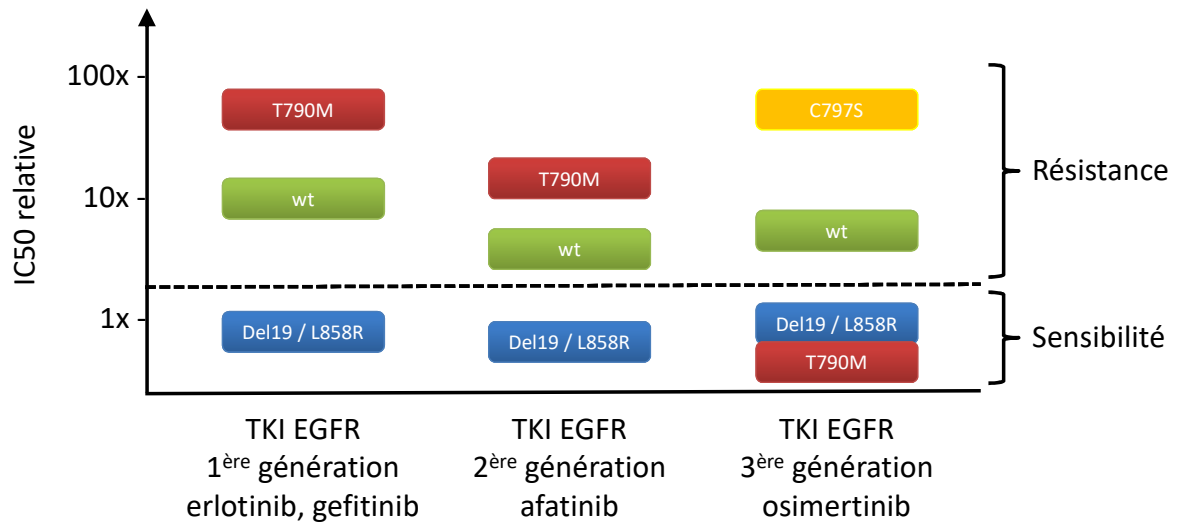 IC50 relative
100x
10x
1x
T790M
wt
Del19 / L858R
T790M
wt
Del19 / L858R
C797S
wt
Del19 / L858R
T790M
Résistance
Sensibilité
TKI EGFR
1ère génération
erlotinib, gefitinib
TKI EGFR
2ère génération
afatinib
TKI EGFR
3ère génération
osimertinib